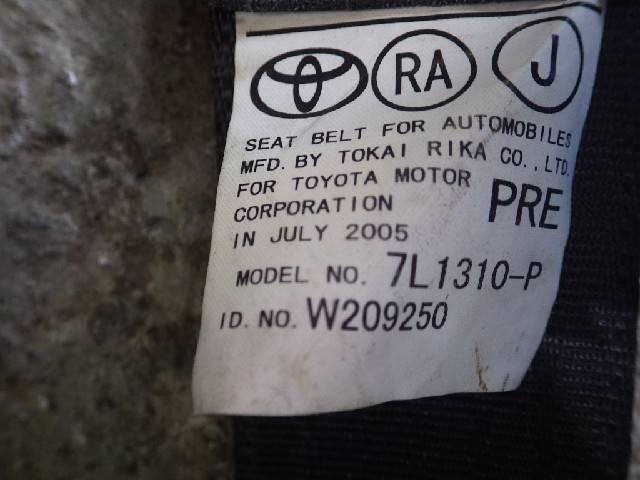 RA J
SEAT BELT FOR AUTOMOBILES
MFD. BY TOKAI RIKA CO., LTD.
FOR TOYOTA MOTOR
CORPORATION PRE
IN JULY 2005
MODEL NO. 7L1310-P
ID. NO. W209250